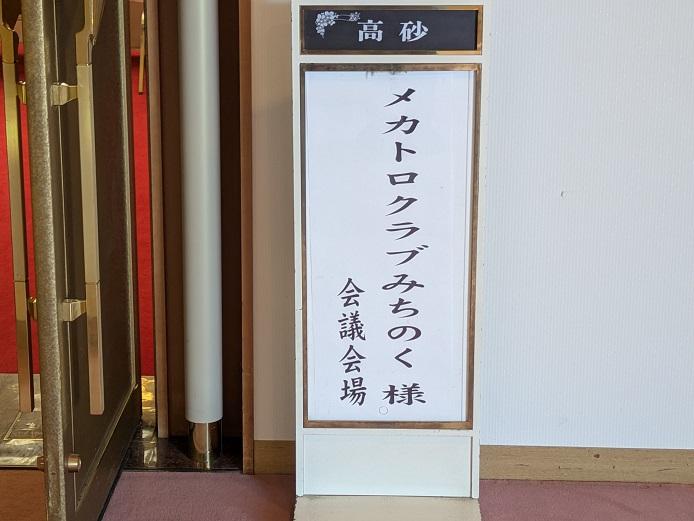 高砂
メカトロクラブみちのく様
会議会場